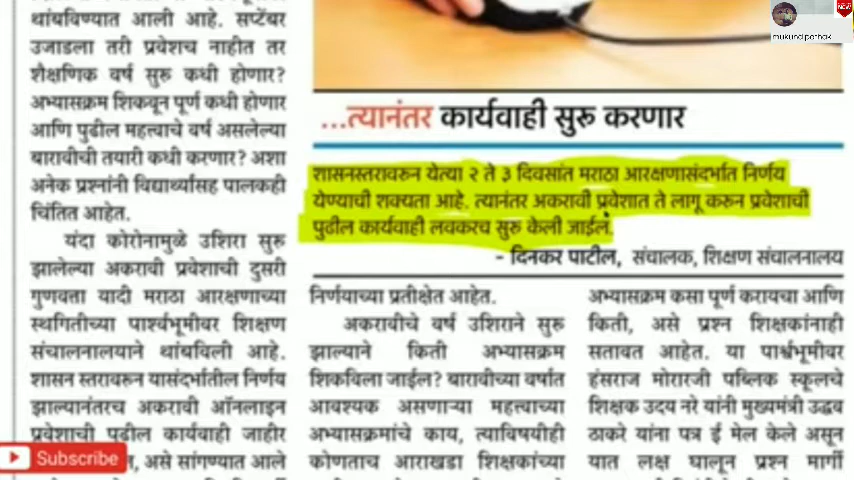 थांबविण्यात आली आहे. सप्टेंबर
उजाडला तरी प्रवेशच नाहीत तर
शैक्षणिक वर्ष सुरू कधी होणार?
अभ्यासक्रम शिकवून पूर्ण कधी होणार
आणि पुढील महत्त्वाचे वर्ष असलेल्या
बारावीची तयारी कधी करणार? अशा
अनेक प्रश्नांनी विद्यार्थ्यांसह पालकही
चिंतित आहेत.
यंदा कोरोनामुळे उशिरा सुरू
झालेल्या अकरावी प्रवेशाची दुसरी
गुणवत्ता यादी मराठा आरक्षणाच्या
स्थगितीच्या पार्श्वभूमीवर शिक्षण
संचालनालयाने थांबविली आहे.
शासन स्तरावरून यासंदर्भातील निर्णय
झाल्यानंतरच अकरावी ऑनलाइन
प्रवेशाची पुढील कार्यवाही जाहीर
असे सांगण्यात आले
...त्यानंतर कार्यवाही सुरू करणार
शासनस्तरावरून येत्या २ ते ३ दिवसांत मराठा आरक्षणासंदर्भात निर्णय
येण्याची शक्यता आहे. त्यानंतर अकरावी प्रवेशात ते लागू करून प्रवेशाची
पुढील कार्यवाही लवकरच सुरू केली जाईल.
- दिनकर पाटील, संचालक, शिक्षण संचालनालय
निर्णयाच्या प्रतीक्षेत आहेत.
अकरावीचे वर्ष उशिराने सुरू
झाल्याने किती अभ्यासक्रम
शिकविला जाईल? बारावीच्या वर्षात
आवश्यक असणाऱ्या महत्त्वाच्या
अभ्यासक्रमांचे काय, त्याविषयीही
कोणताच आराखडा शिक्षकांच्या
अभ्यासक्रम कसा पूर्ण करायचा आणि
किती, असे प्रश्न शिक्षकांनाही
सतावत आहेत. या पार्श्वभूमीवर
हंसराज मोरारजी पब्लिक स्कूलचे
शिक्षक उदय नरे यांनी मुख्यमंत्री उद्धव
ठाकरे यांना पत्र ई मेल केले असून
यात लक्ष घालून प्रश्न मार्गी
mukund pathak
NEW
Subscribe